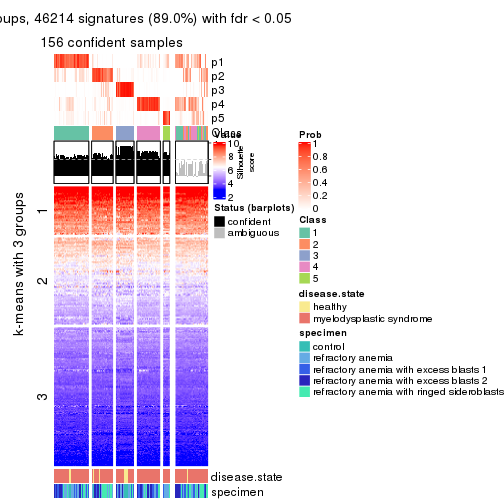 oups, 46214 signatures (89.0%) with fdr < 0.05
156 confident samples
p1
p2
p3
p4
p5
Class
1
2
3
k-means with 3 groups
Value
10
8
6
4
2
Silhouette
score
Status (barplots)
confident
ambiguous
Prob
1
0.8
0.6
0.4
0.2
0
Class
1
2
3
4
5
disease.state
healthy
myelodysplastic syndrome
specimen
control
refractory anemia
refractory anemia with excess blasts 1
refractory anemia with excess blasts 2
refractory anemia with ringed sideroblasts
disease.state
specimen